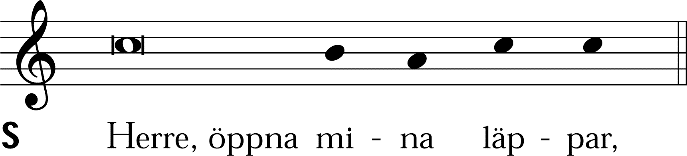 S Herre, öppna mi - na läp - par,